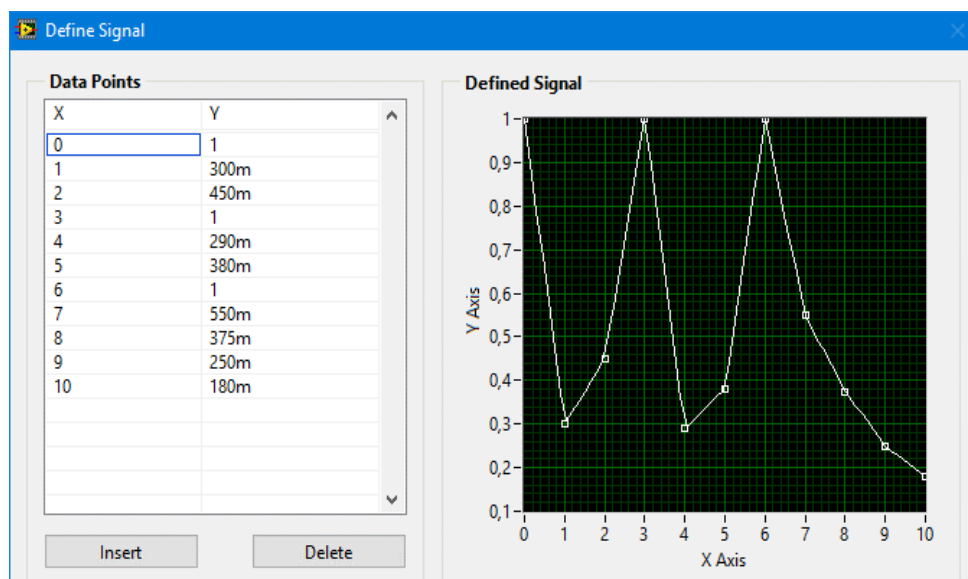 Define Signal
Data Points
X Y
0 1
1 300m
2 450m
3 1
4 290m
5 380m
6 1
7 550m
8 375m
9 250m
10 180m
Insert Delete
Defined Signal
1
0,9
0,8
0,7
0,6
0,5
0,4
0,3
0,2
0,1
Y Axis
0 1 2 3 4 5 6 7 8 9 10
X Axis